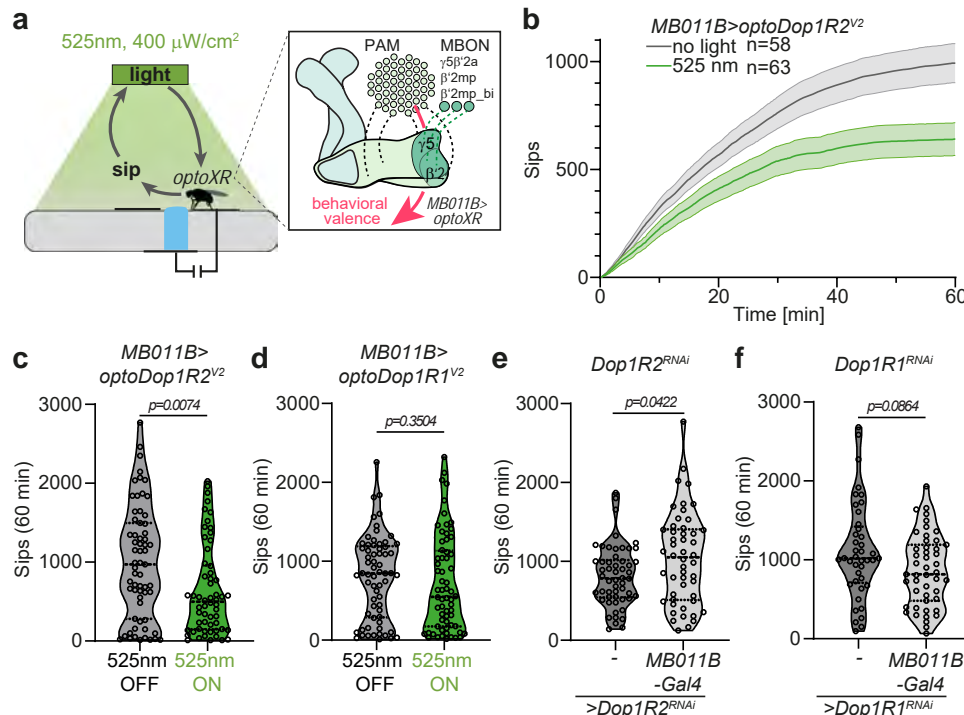 a
525nm, 400 μW/cm²
light
sip
optoXR
PAM
MBON
γ5β'2a
β'2mp
β'2mp_bi
γ5
β'2
behavioral
valence
MB011B>
optoXR
b
MB011B>optoDop1R2V2
no light n=58
525 nm n=63
Sips
1000
500
0
0
20
40
60
Time [min]
c
MB011B>
optoDop1R2V2
p=0.0074
Sips (60 min)
3000
2000
1000
0
525nm
OFF
525nm
ON
d
MB011B>
optoDop1R1V2
p=0.3504
Sips (60 min)
3000
2000
1000
0
525nm
OFF
525nm
ON
e
Dop1R2RNAi
p=0.0422
Sips (60 min)
3000
2000
1000
0
-
MB011B
-Gal4
>Dop1R2RNAi
f
Dop1R1RNAi
p=0.0864
Sips (60 min)
3000
2000
1000
0
-
MB011B
-Gal4
>Dop1R1RNAi